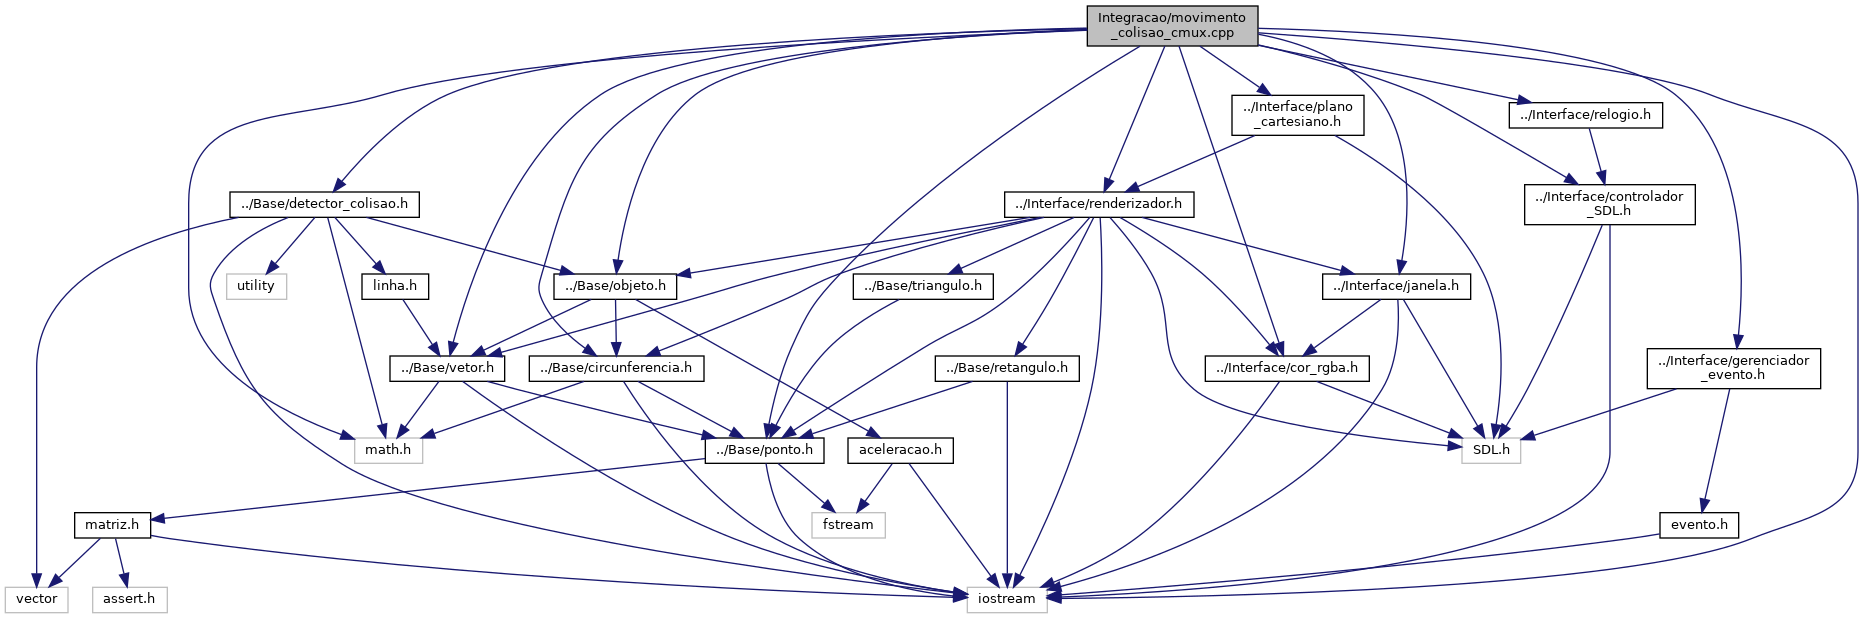 Integracao/movimento
_colisao_cmux.cpp
../Interface/plano
_cartesiano.h
../Interface/relogio.h
../Base/detector_colisao.h
../Interface/renderizador.h
../Interface/controlador
_SDL.h
utility
linha.h
../Base/objeto.h
../Base/triangulo.h
../Interface/janela.h
../Base/vetor.h
../Base/circunferencia.h
../Base/retangulo.h
../Interface/cor_rgba.h
../Interface/gerenciador
_evento.h
math.h
../Base/ponto.h
aceleracao.h
SDL.h
matriz.h
fstream
evento.h
vector
assert.h
iostream